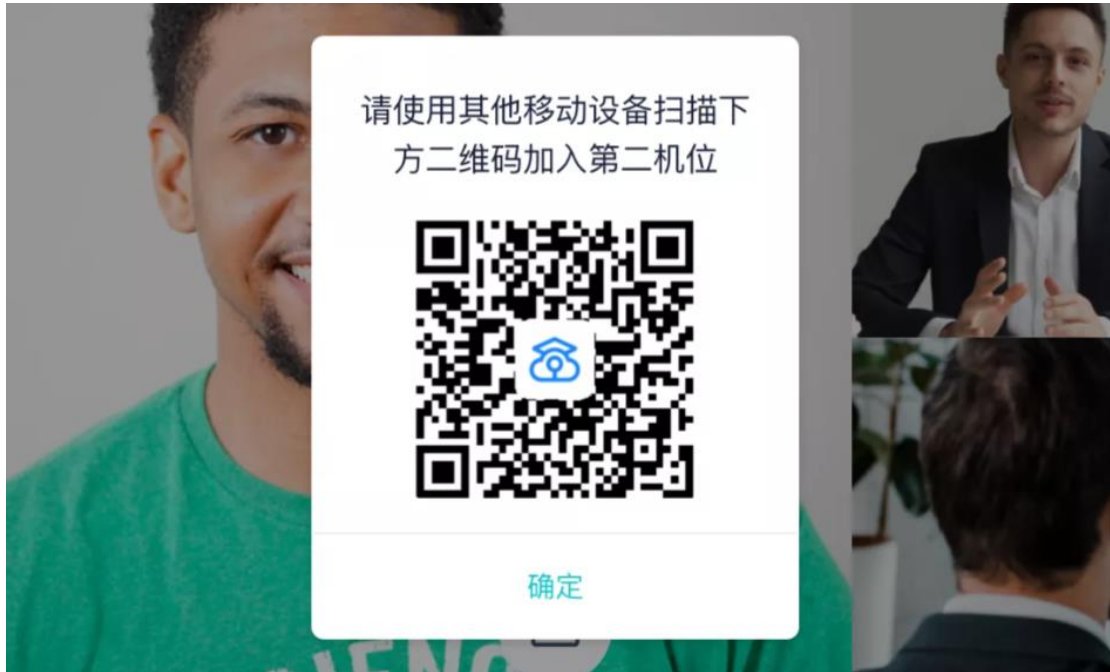 请使用其他移动设备扫描下
方二维码加入第二机位
确定